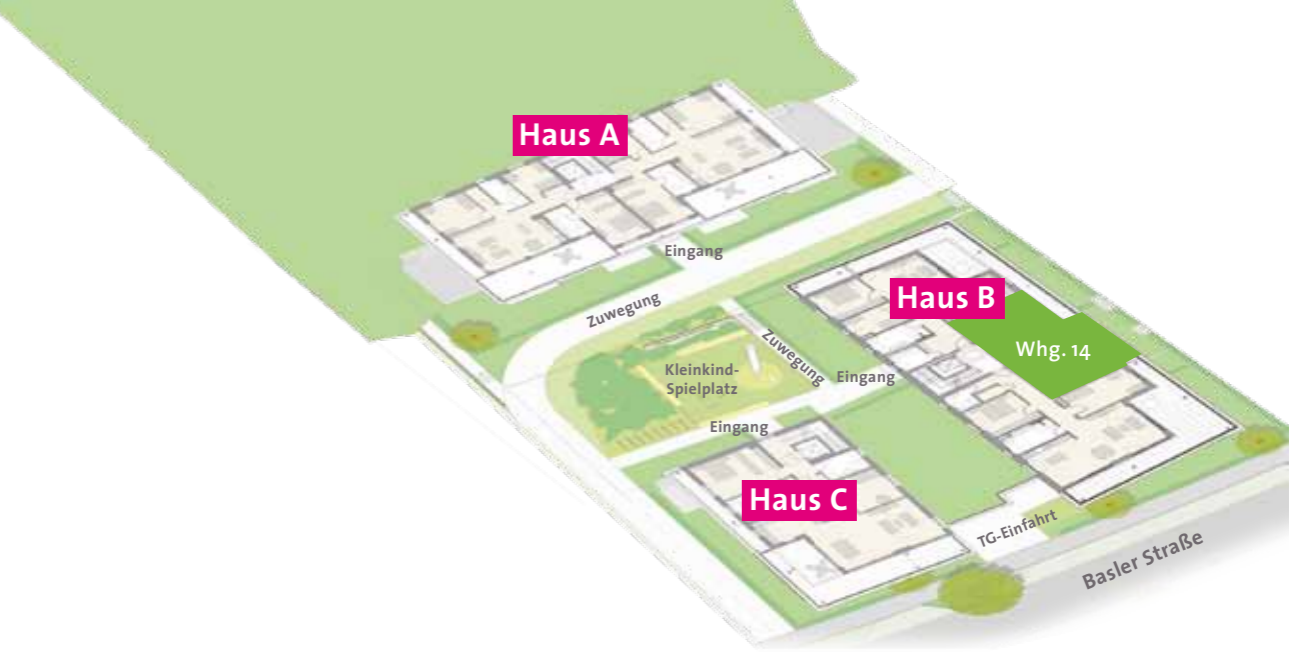 Haus A
Eingang
Haus B
Zuwegung
Zuwegung
Whg. 14
Kleinkind-
Spielplatz
Eingang
Eingang
Haus C
TG-Einfahrt
Basler Straße